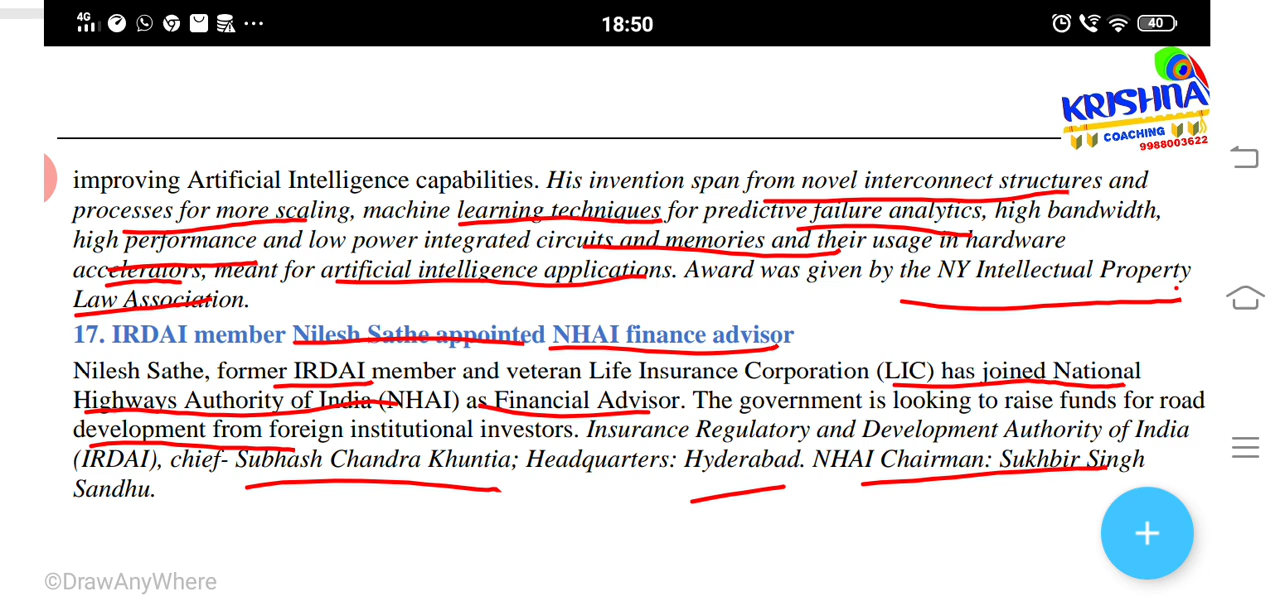 4G 18:50 40
KRISHNA
COACHING
9988003622
improving Artificial Intelligence capabilities. His invention span from novel interconnect structures and
processes for more scaling, machine learning techniques for predictive failure analytics, high bandwidth,
high performance and low power integrated circuits and memories and their usage in hardware
accelerators, meant for artificial intelligence applications. Award was given by the NY Intellectual Property
Law Association.
17. IRDAI member Nilesh Sathe appointed NHAI finance advisor
Nilesh Sathe, former IRDAI member and veteran Life Insurance Corporation (LIC) has joined National
Highways Authority of India (NHAI) as Financial Advisor. The government is looking to raise funds for road
development from foreign institutional investors. Insurance Regulatory and Development Authority of India
(IRDAI), chief- Subhash Chandra Khuntia; Headquarters: Hyderabad. NHAI Chairman: Sukhbir Singh
Sandhu.
©DrawAnyWhere